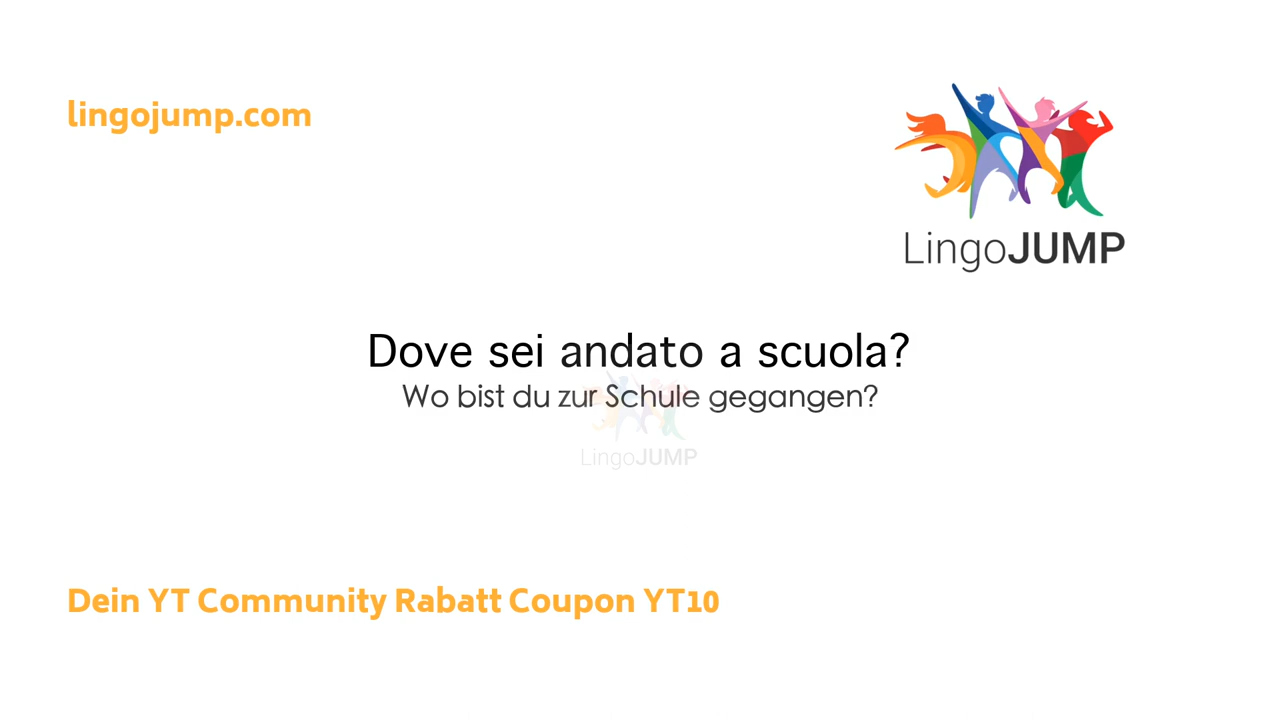 lingojump.com
LingoJUMP
Dove sei andato a scuola?
Wo bist du zur Schule gegangen?
LingoJUMP
Dein YT Community Rabatt Coupon YT10